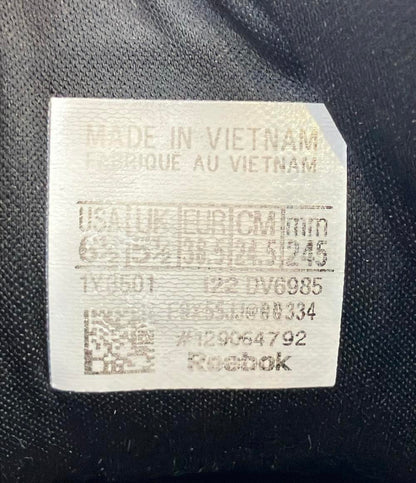 MADE IN VIETNAM
FABRIQUE AU VIETNAM
USA UK EUR CM mm
6½ 5½ 38.5 24.5 245
1Y3501 122 DV6985
#129064792
Reebok